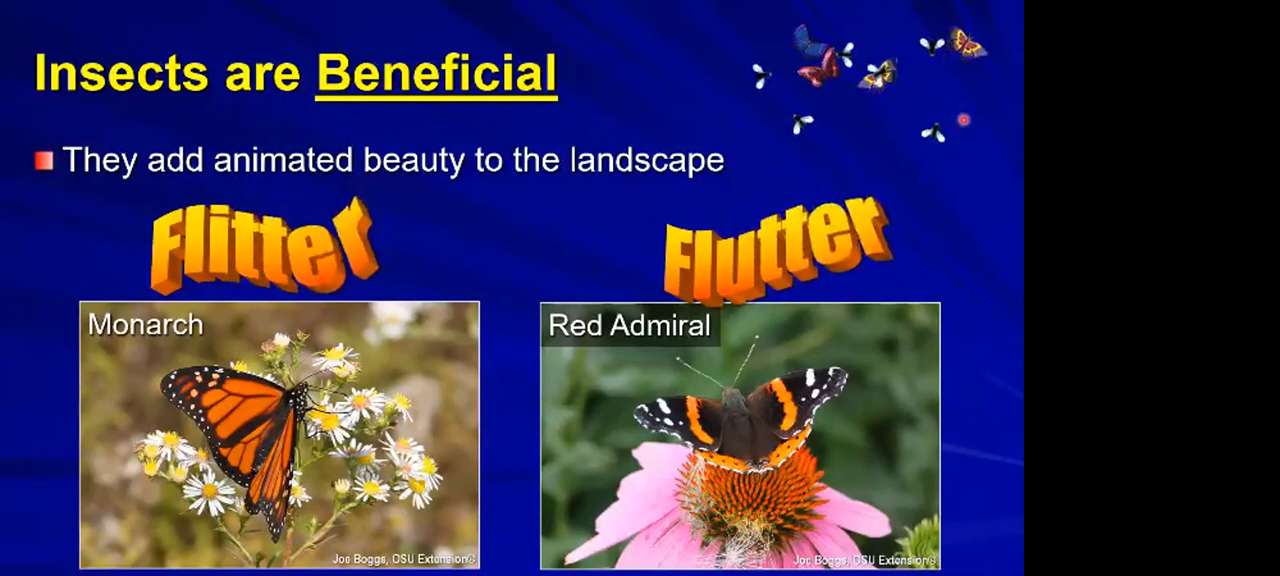 Insects are Beneficial
They add animated beauty to the landscape
Flitter
Flutter
Monarch
Red Admiral
Joe Boggs, OSU Extension©
Joe Boggs, OSU Extension©